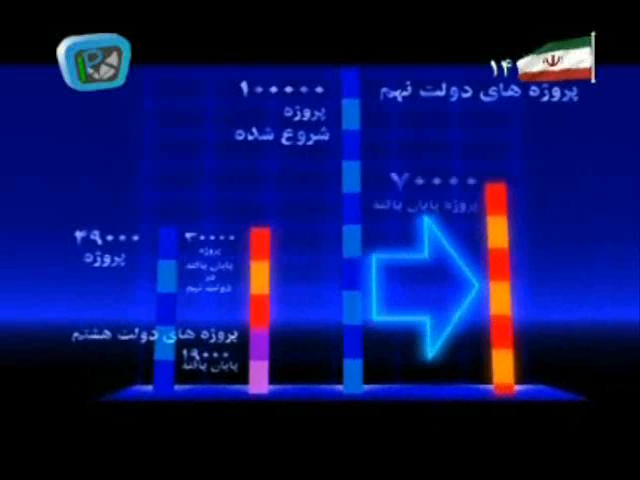 ۱۴
پروژه های دولت نهم
۱۰۰۰۰۰
پروژه
شروع شده
۷۰۰۰۰
پروژه پایان یافته
۴۹۰۰۰
پروژه
۳۰۰۰۰
پروژه
پایان یافته
در
دولت نهم
پروژه های دولت هشتم
۱۹۰۰۰
پایان یافته